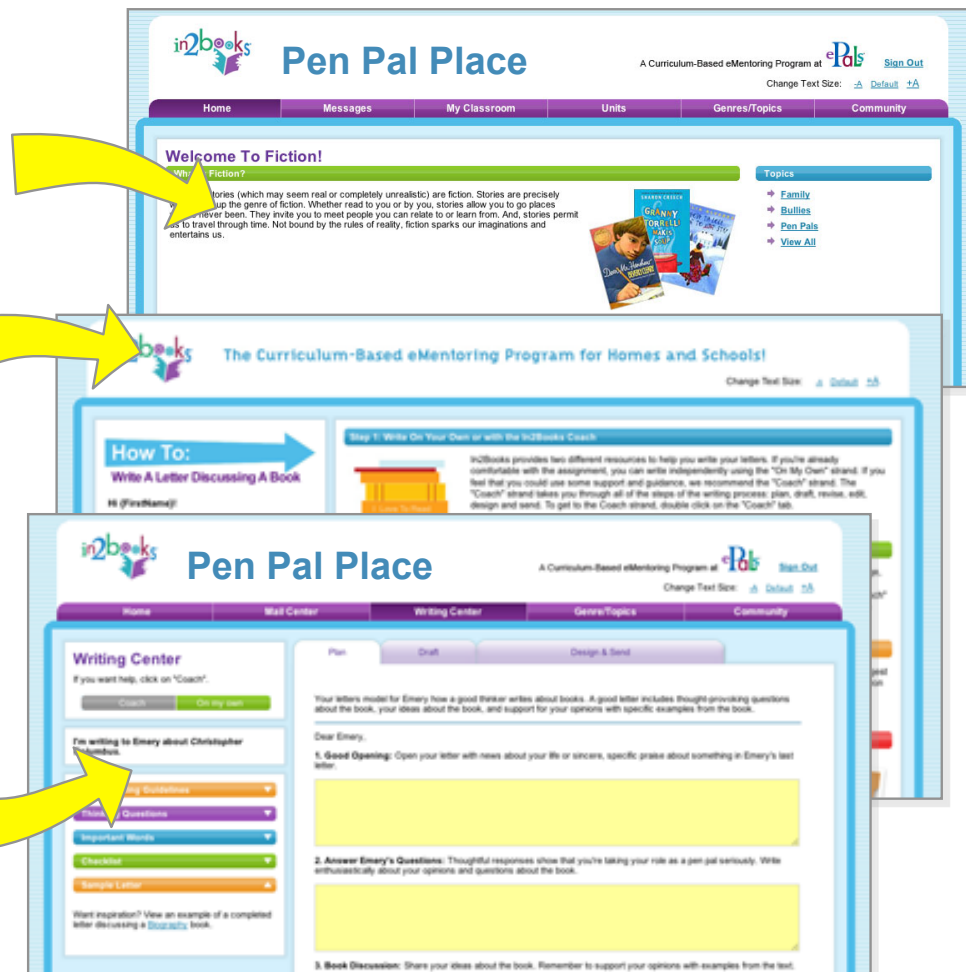 in2books
Pen Pal Place
A Curriculum-Based eMentoring Program at ePals
Sign Out
Change Text Size: -A Default +A
Home Messages My Classroom Units Genres/Topics Community
Welcome To Fiction!
Fiction?
tories (which may seem real or completely unrealistic) are fiction. Stories are precisely
up the genre of fiction. Whether read to you or by you, stories allow you to go places
never been. They invite you to meet people you can relate to or learn from. And, stories permit
us to travel through time. Not bound by the rules of reality, fiction sparks our imaginations and
entertains us.
SHARON CREECH
GRANNY
TORRELLI
MAKES
SOUP
Dear Mr. Henshaw
BEVERLY CLEARY
Topics
Family
Bullies
Pen Pals
View All
2books
The Curriculum-Based eMentoring Program for Homes and Schools!
Change Text Size: -A Default +A
How To:
Write A Letter Discussing A Book
Hi {FirstName}!
Step 1: Write On Your Own or with the In2Books Coach
I Love To Read
In2Books provides two different resources to help you write your letters. If you're already
comfortable with the assignment, you can write independently using the "On My Own" strand. If you
feel that you could use some support and guidance, we recommend the "Coach" strand. The
"Coach" strand takes you through all of the steps of the writing process: plan, draft, revise, edit,
design and send. To get to the Coach strand, double click on the "Coach" tab.
in2books
Pen Pal Place
A Curriculum-Based eMentoring Program at ePals
Sign Out
Change Text Size: -A Default +A
Home Mail Center Writing Center Genre/Topics Community
Writing Center
If you want help, click on "Coach".
Coach On my own
I'm writing to Emery about Christopher
Columbus.
Guidelines
Thinking Questions
Important Words
Checklist
Sample Letter
Want inspiration? View an example of a completed
letter discussing a Biography book.
Plan Draft Design & Send
Your letters model for Emery how a good thinker writes about books. A good letter includes thought-provoking questions
about the book, your ideas about the book, and support for your opinions with specific examples from the book.
Dear Emery,
1. Good Opening: Open your letter with news about your life or sincere, specific praise about something in Emery's last
letter.
2. Answer Emery's Questions: Thoughtful responses show that you're taking your role as a pen pal seriously. Write
enthusiastically about your opinions and questions about the book.
3. Book Discussion: Share your ideas about the book. Remember to support your opinions with examples from the text.